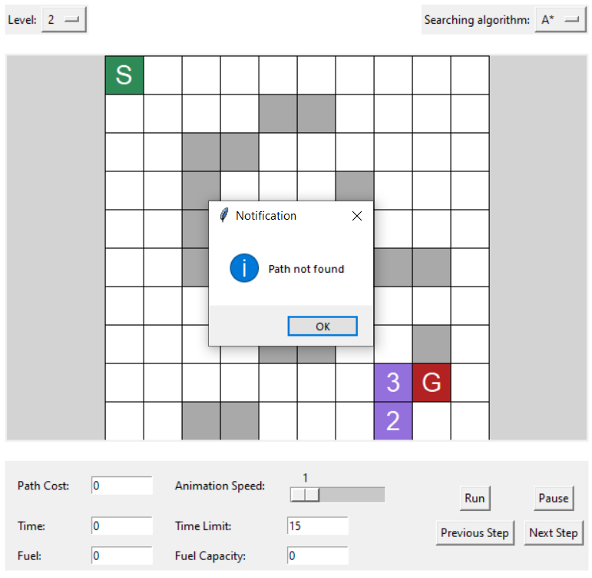 Level: 2 Searching algorithm: A*
S
Notification
i Path not found
OK
3 G
2
1
Path Cost: 0 Animation Speed:
Run Pause
Time: 0 Time Limit: 15
Previous Step Next Step
Fuel: 0 Fuel Capacity: 0